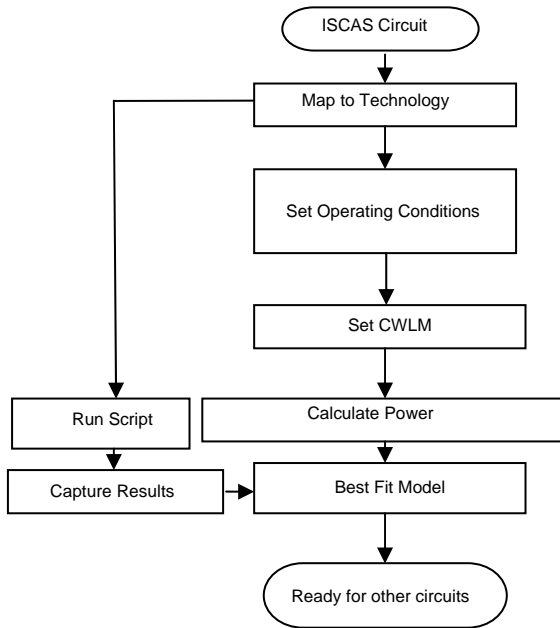 ISCAS Circuit
Map to Technology
Set Operating Conditions
Set CWLM
Run Script
Calculate Power
Capture Results
Best Fit Model
Ready for other circuits